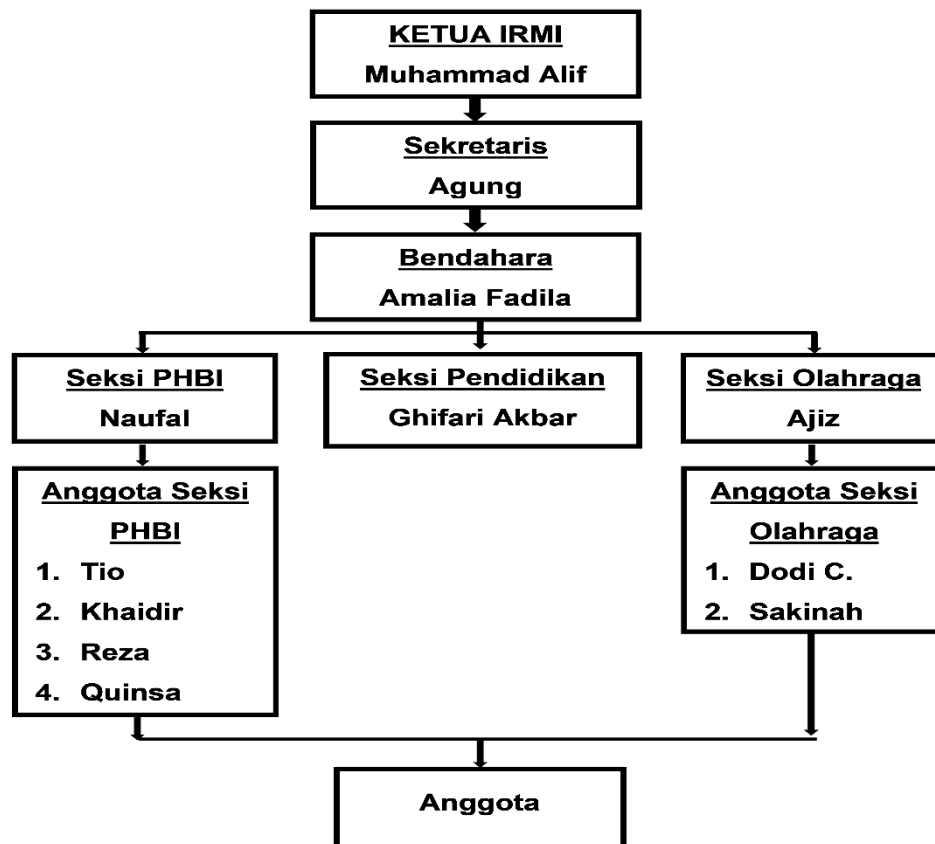 KETUA IRMI
Muhammad Alif
Sekretaris
Agung
Bendahara
Amalia Fadila
Seksi PHBI
Naufal
Seksi Pendidikan
Ghifari Akbar
Seksi Olahraga
Ajiz
Anggota Seksi
PHBI
1. Tio
2. Khaidir
3. Reza
4. Quinsa
Anggota Seksi
Olahraga
1. Dodi C.
2. Sakinah
Anggota